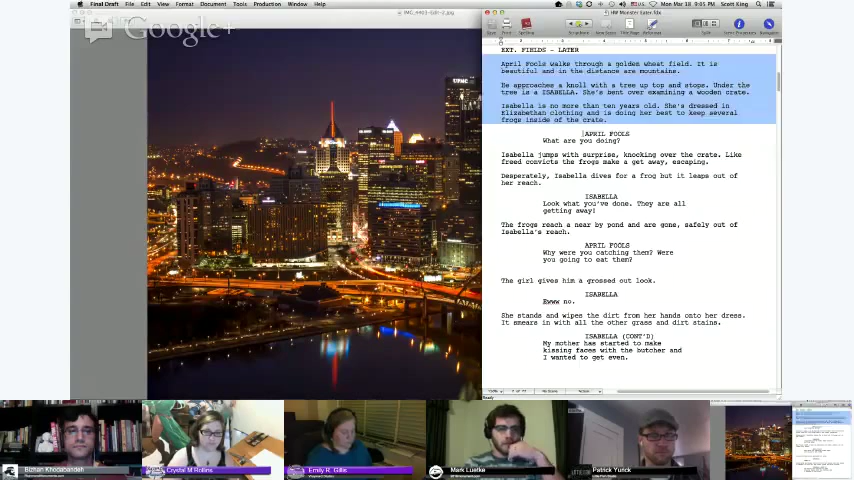 Final Draft File Edit View Format Document Tools Production Window Help
Mon Mar 18 9:05 PM Scott King
Google+
IMG_4403-Edit-2.jpg
HW Monster Eater.fdx
EXT. FIELDS - LATER
April Fools walks through a golden wheat field. It is
beautiful and in the distance are mountains.
He approaches a knoll with a tree up top and stops. Under the
tree is a ISABELLA. She's bent over examining a wooden crate.
Isabella is no more than ten years old. She's dressed in
Elizabethan clothing and is doing her best to keep several
frogs inside of the crate.
APRIL FOOLS
What are you doing?
Isabella jumps with surprise, knocking over the crate. Like
freed convicts the frogs make a get away, escaping.
Desperately, Isabella dives for a frog but it leaps out of
her reach.
ISABELLA
Look what you've done. They are all
getting away!
The frogs reach a near by pond and are gone, safely out of
Isabella's reach.
APRIL FOOLS
Why were you catching them? Were
you going to eat them?
The girl gives him a grossed out look.
ISABELLA
Ewww no.
She stands and wipes the dirt from her hands onto her dress.
It smears in with all the other grass and dirt stains.
ISABELLA (CONT'D)
My mother has started to make
kissing faces with the butcher and
I wanted to get even.
UPMC
Ready
Bizhan Khodabandeh
Crystal M Rollins
Emily R. Gillis
Mark Luetke
Patrick Yurick